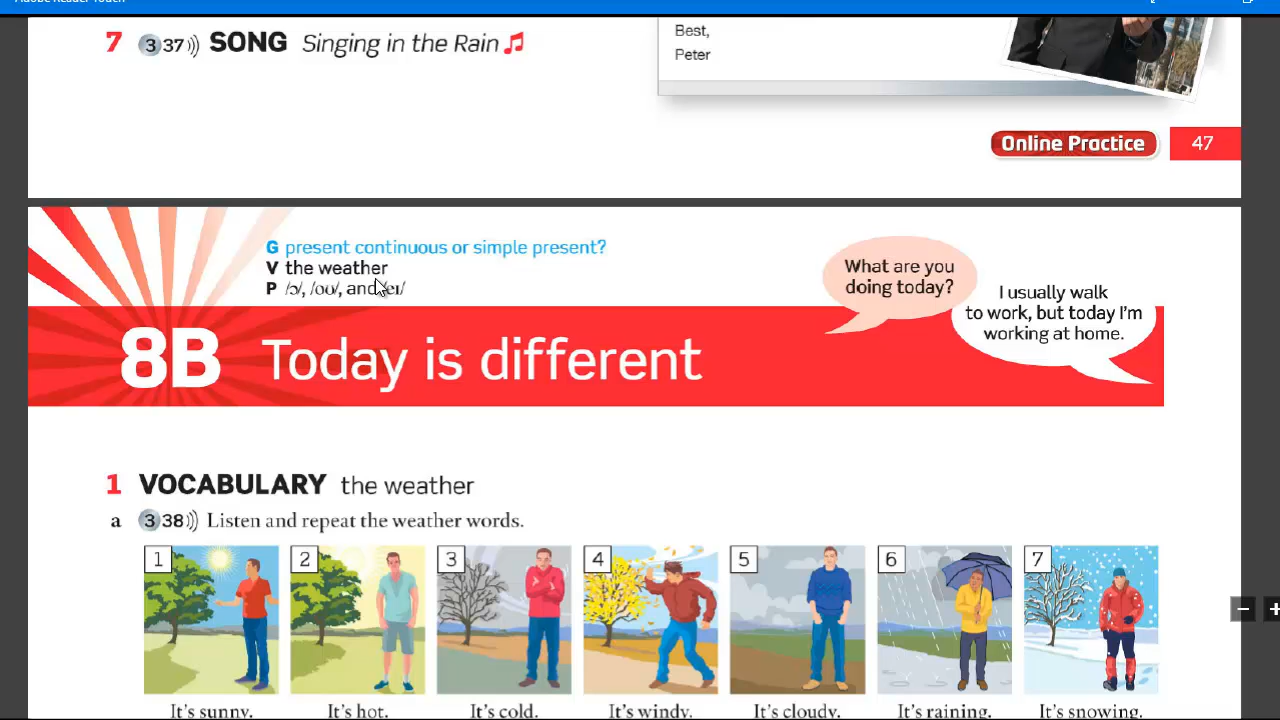 Adobe Reader Touch
7 3 37)) SONG Singing in the Rain
Best,
Peter
Online Practice 47
G present continuous or simple present?
V the weather
P /ɔ/, /oʊ/, and /eɪ/
What are you
doing today?
I usually walk
to work, but today I'm
working at home.
8B Today is different
1 VOCABULARY the weather
a 3 38)) Listen and repeat the weather words.
1 2 3 4 5 6 7
It's sunny. It's hot. It's cold. It's windy. It's cloudy. It's raining. It's snowing.